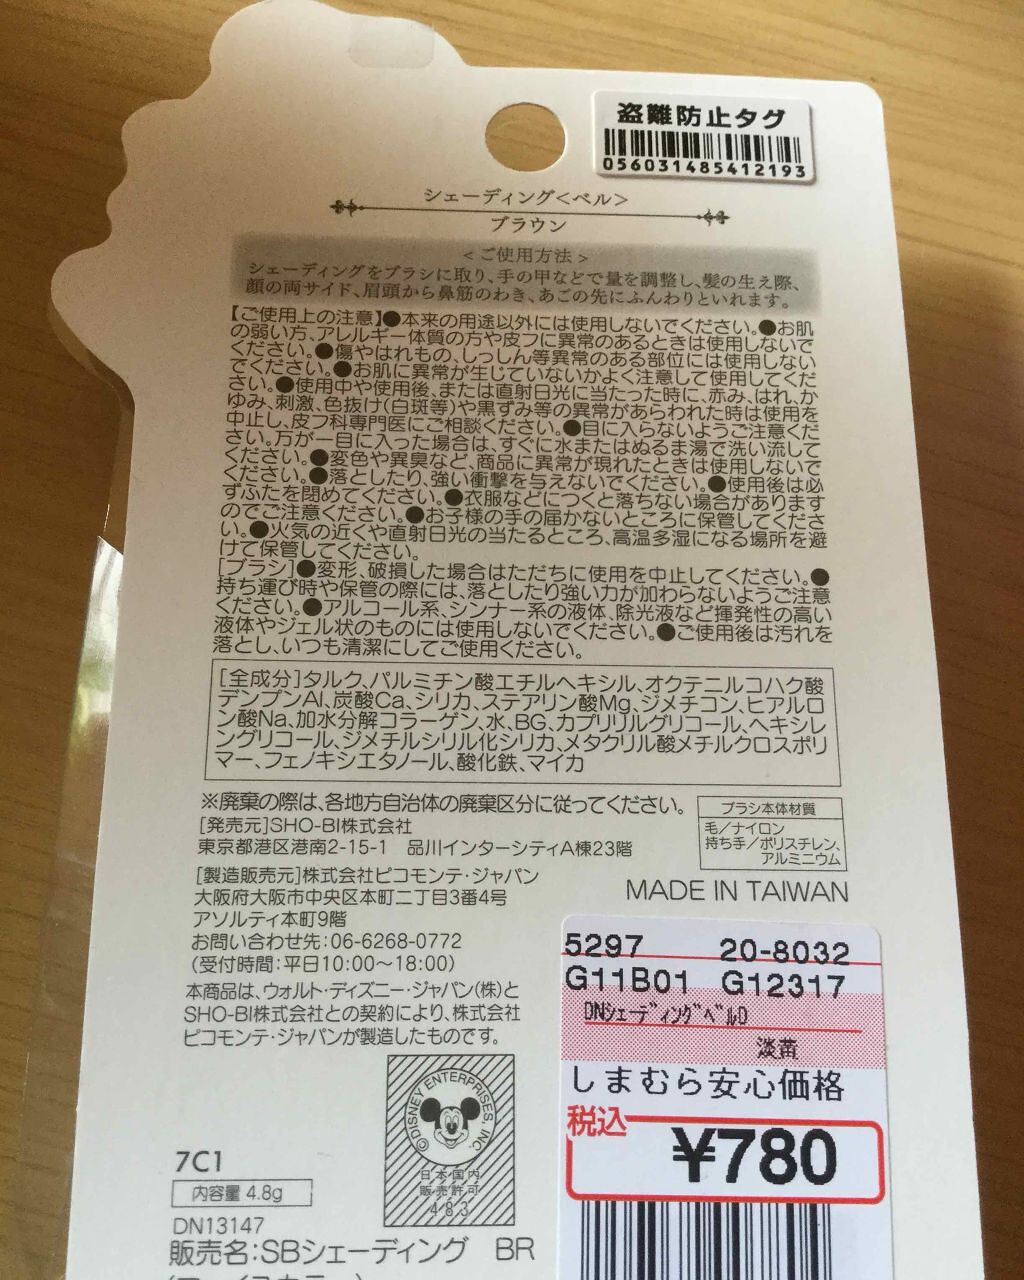 盗難防止タグ
056031485412193
シェーディング<ベル>
ブラウン
<ご使用方法>
シェーディングをブラシに取り、手の甲などで量を調整し、髪の生え際、
顔の両サイド、眉頭から鼻筋のわき、あごの先にふんわりといれます。
【ご使用上の注意】●本来の用途以外には使用しないでください。●お肌
の弱い方、アレルギー体質の方や皮フに異常のあるときは使用しないで
ください。●傷やはれもの、しっしん等異常のある部位には使用しない
でください。●お肌に異常が生じていないかよく注意して使用してくだ
さい。●使用中や使用後、または直射日光に当たった時に、赤み、はれ、か
ゆみ、刺激、色抜け(白斑等)や黒ずみ等の異常があらわれた時は使用を
中止し、皮フ科専門医にご相談ください。●目に入らないようご注意くだ
さい。万が一目に入った場合は、すぐに水またはぬるま湯で洗い流して
ください。●変色や異臭など、商品に異常が現れたときは使用しないで
ください。●落としたり、強い衝撃を与えないでください。●使用後は必
ずふたを閉めてください。●衣服などにつくと落ちない場合があります
のでご注意ください。●お子様の手の届かないところに保管してくださ
い。●火気の近くや直射日光の当たるところ、高温多湿になる場所を避
けて保管してください。
[ブラシ]●変形、破損した場合はただちに使用を中止してください。●
持ち運び時や保管の際には、落としたり強い力が加わらないようご注意
ください。●アルコール系、シンナー系の液体、除光液など揮発性の高い
液体やジェル状のものには使用しないでください。●ご使用後は汚れを
落とし、いつも清潔にしてご使用ください。
[全成分]タルク、パルミチン酸エチルヘキシル、オクテニルコハク酸
デンプンAl、炭酸Ca、シリカ、ステアリン酸Mg、ジメチコン、ヒアルロ
ン酸Na、加水分解コラーゲン、水、BG、カプリリルグリコール、ヘキシレ
ングリコール、ジメチルシリル化シリカ、メタクリル酸メチルクロスポリ
マー、フェノキシエタノール、酸化鉄、マイカ
※廃棄の際は、各地方自治体の廃棄区分に従ってください。
[発売元]SHO-BI株式会社
東京都港区港南2-15-1 品川インターシティA棟23階
ブラシ本体材質
毛/ナイロン
持ち手/ポリスチレン、
アルミニウム
[製造販売元]株式会社ピコモンテ・ジャパン
大阪府大阪市中央区本町二丁目3番4号
アソルティ本町9階
お問い合わせ先:06-6268-0772
(受付時間:平日10:00～18:00)
MADE IN TAIWAN
本商品は、ウォルト・ディズニー・ジャパン(株)と
SHO-BI株式会社との契約により、株式会社
ピコモンテ・ジャパンが製造したものです。
©DISNEY ENTERPRISES, INC.
日本国内
販売許可
483
7C1
内容量 4.8g
DN13147
販売名:SBシェーディング BR
5297 20-8032
G11B01 G12317
DNシェーディングベルD
淡黄
しまむら安心価格
税込
¥780